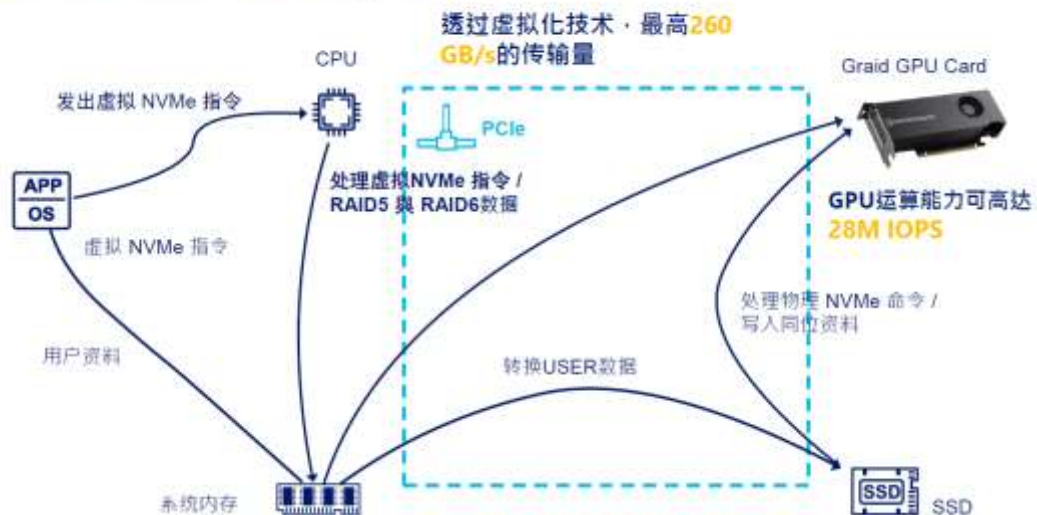 透过虚拟化技术，最高260
GB/s的传输量
CPU
Graid GPU Card
发出虚拟 NVMe 指令
PCIe
处理虚拟NVMe 指令 /
RAID5 與 RAID6数据
APP
OS
GPU运算能力可高达
28M IOPS
虚拟 NVMe 指令
处理物理 NVMe 命令 /
写入同位资料
用户资料
转换USER数据
系统内存
SSD
SSD